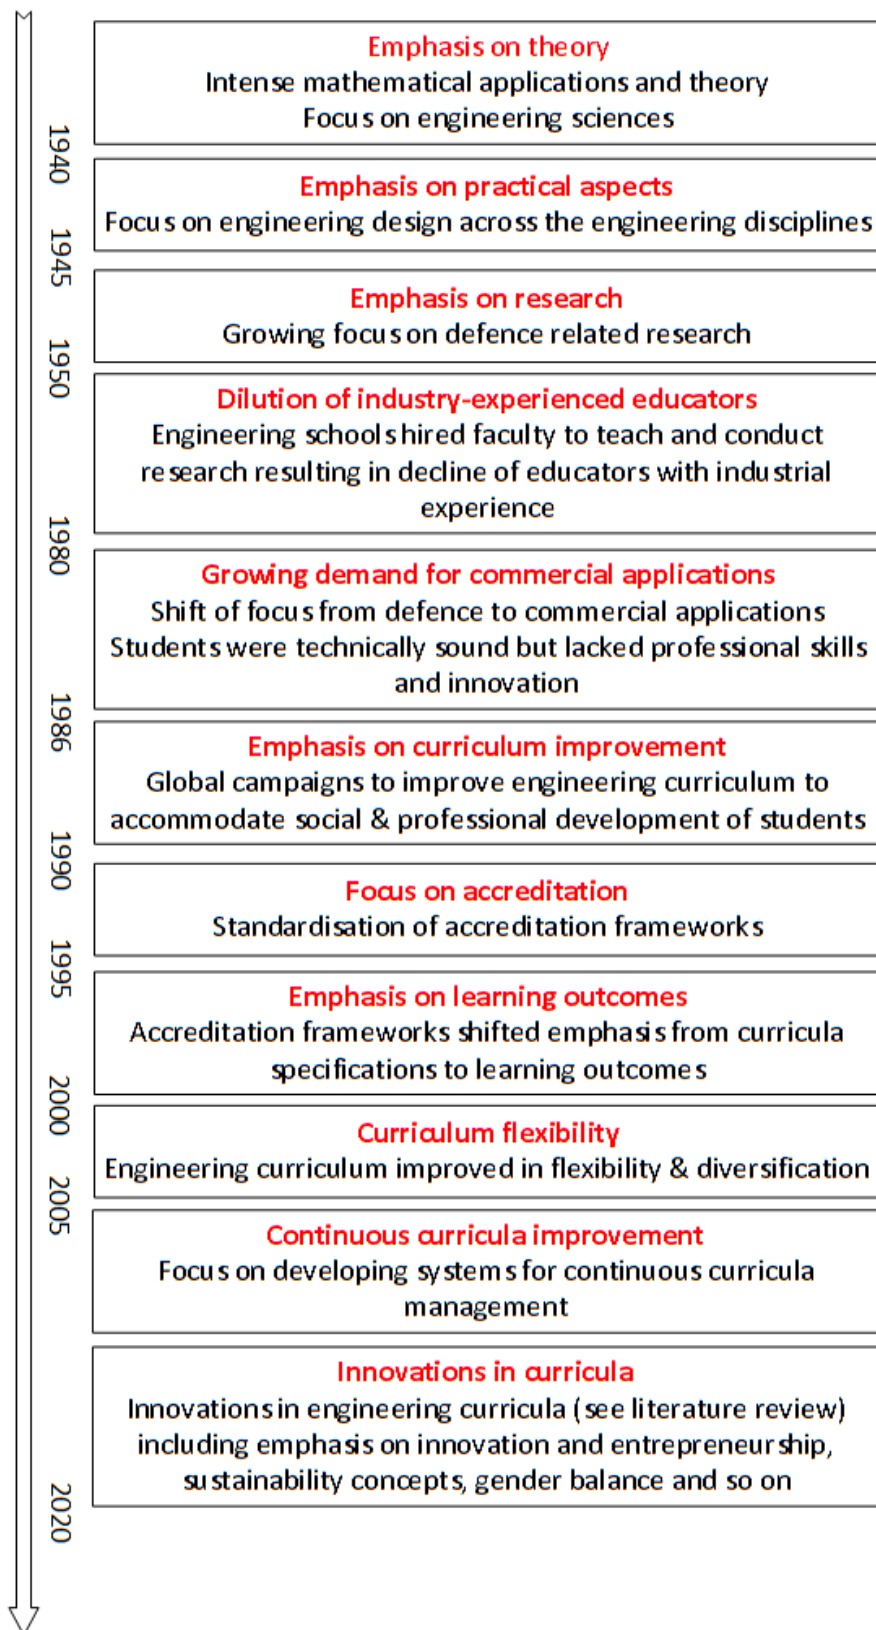 Emphasis on theory
Intense mathematical applications and theory
Focus on engineering sciences
1940
Emphasis on practical aspects
Focus on engineering design across the engineering disciplines
1945
Emphasis on research
Growing focus on defence related research
1950
Dilution of industry-experienced educators
Engineering schools hired faculty to teach and conduct
research resulting in decline of educators with industrial
experience
1980
Growing demand for commercial applications
Shift of focus from defence to commercial applications
Students were technically sound but lacked professional skills
and innovation
1986
Emphasis on curriculum improvement
Global campaigns to improve engineering curriculum to
accommodate social & professional development of students
1990
Focus on accreditation
Standardisation of accreditation frameworks
1995
Emphasis on learning outcomes
Accreditation frameworks shifted emphasis from curricula
specifications to learning outcomes
2000
Curriculum flexibility
Engineering curriculum improved in flexibility & diversification
2005
Continuous curricula improvement
Focus on developing systems for continuous curricula
management
Innovations in curricula
Innovations in engineering curricula (see literature review)
including emphasis on innovation and entrepreneurship,
sustainability concepts, gender balance and so on
2020